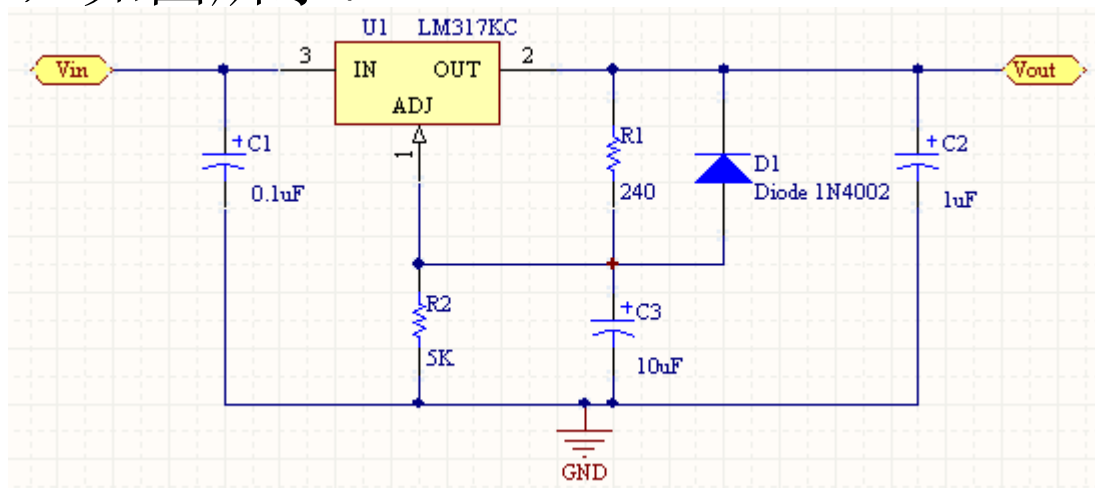 U1 LM317KC
3 IN OUT 2
Vin
Vout
ADJ
1
+C1
0.1uF
R1
240
D1
Diode 1N4002
+C2
1uF
R2
5K
+C3
10uF
GND